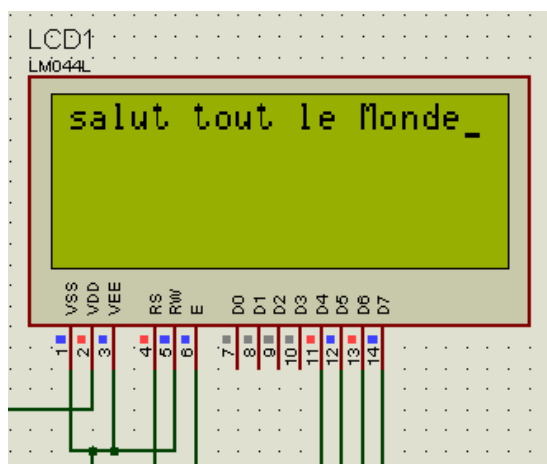 LCD1
LM044L
salut tout le Monde_
VSS
VDD
VEE
RS
RW
E
D0
D1
D2
D3
D4
D5
D6
D7
1
2
3
4
5
6
7
8
9
10
11
12
13
14